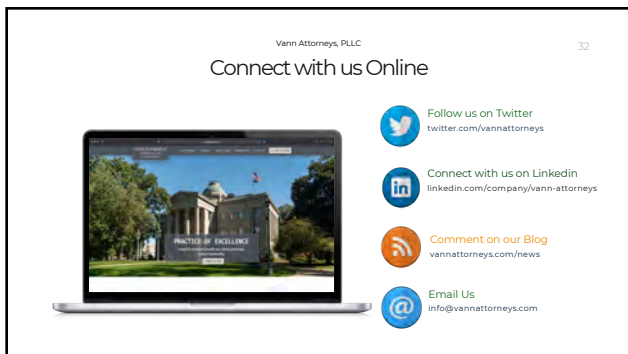 Vann Attorneys, PLLC
32
Connect with us Online
Follow us on Twitter
twitter.com/vannattorneys
Connect with us on Linkedin
linkedin.com/company/vann-attorneys
in
PRACTICE OF EXCELLENCE
Comment on our Blog
vannattorneys.com/news
Email Us
info@vannattorneys.com
@